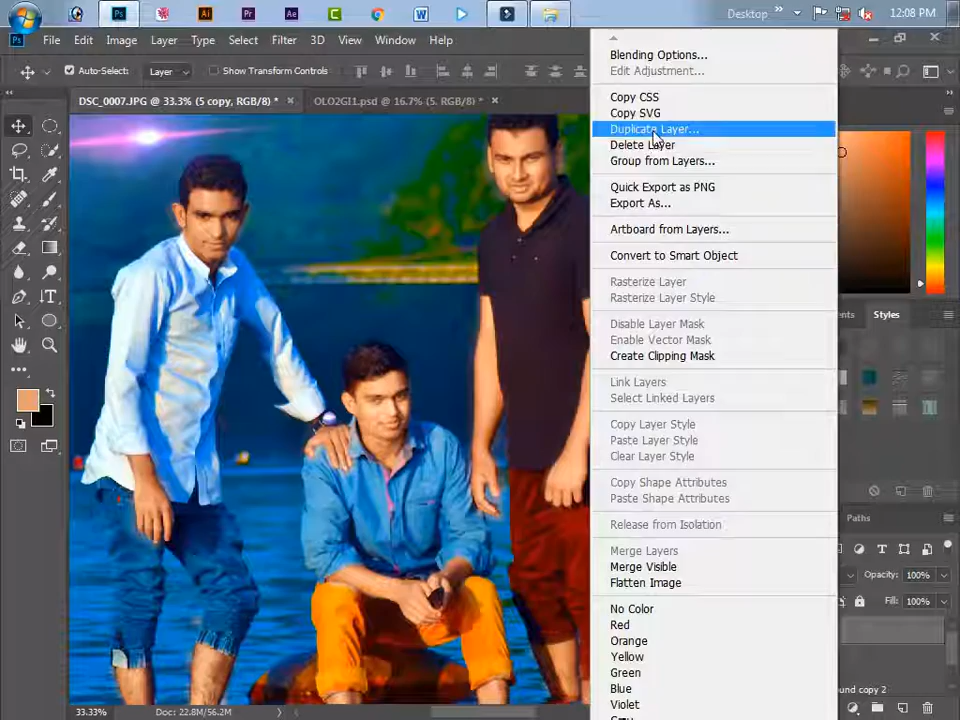 Desktop
12:08 PM
File Edit Image Layer Type Select Filter 3D View Window Help
Auto-Select: Layer Show Transform Controls
DSC_0007.JPG @ 33.3% (5 copy, RGB/8) * ×
OLO2GI1.psd @ 16.7% (5. RGB/8) * ×
Blending Options...
Edit Adjustment...
Copy CSS
Copy SVG
Duplicate Layer...
Delete Layer
Group from Layers...
Quick Export as PNG
Export As...
Artboard from Layers...
Convert to Smart Object
Rasterize Layer
Rasterize Layer Style
Disable Layer Mask
Enable Vector Mask
Create Clipping Mask
Link Layers
Select Linked Layers
Copy Layer Style
Paste Layer Style
Clear Layer Style
Copy Shape Attributes
Paste Shape Attributes
Release from Isolation
Merge Layers
Merge Visible
Flatten Image
No Color
Red
Orange
Yellow
Green
Blue
Violet
ents Styles
Paths
Opacity: 100%
Fill: 100%
ound copy 2
33.33% Doc: 22.8M/56.2M